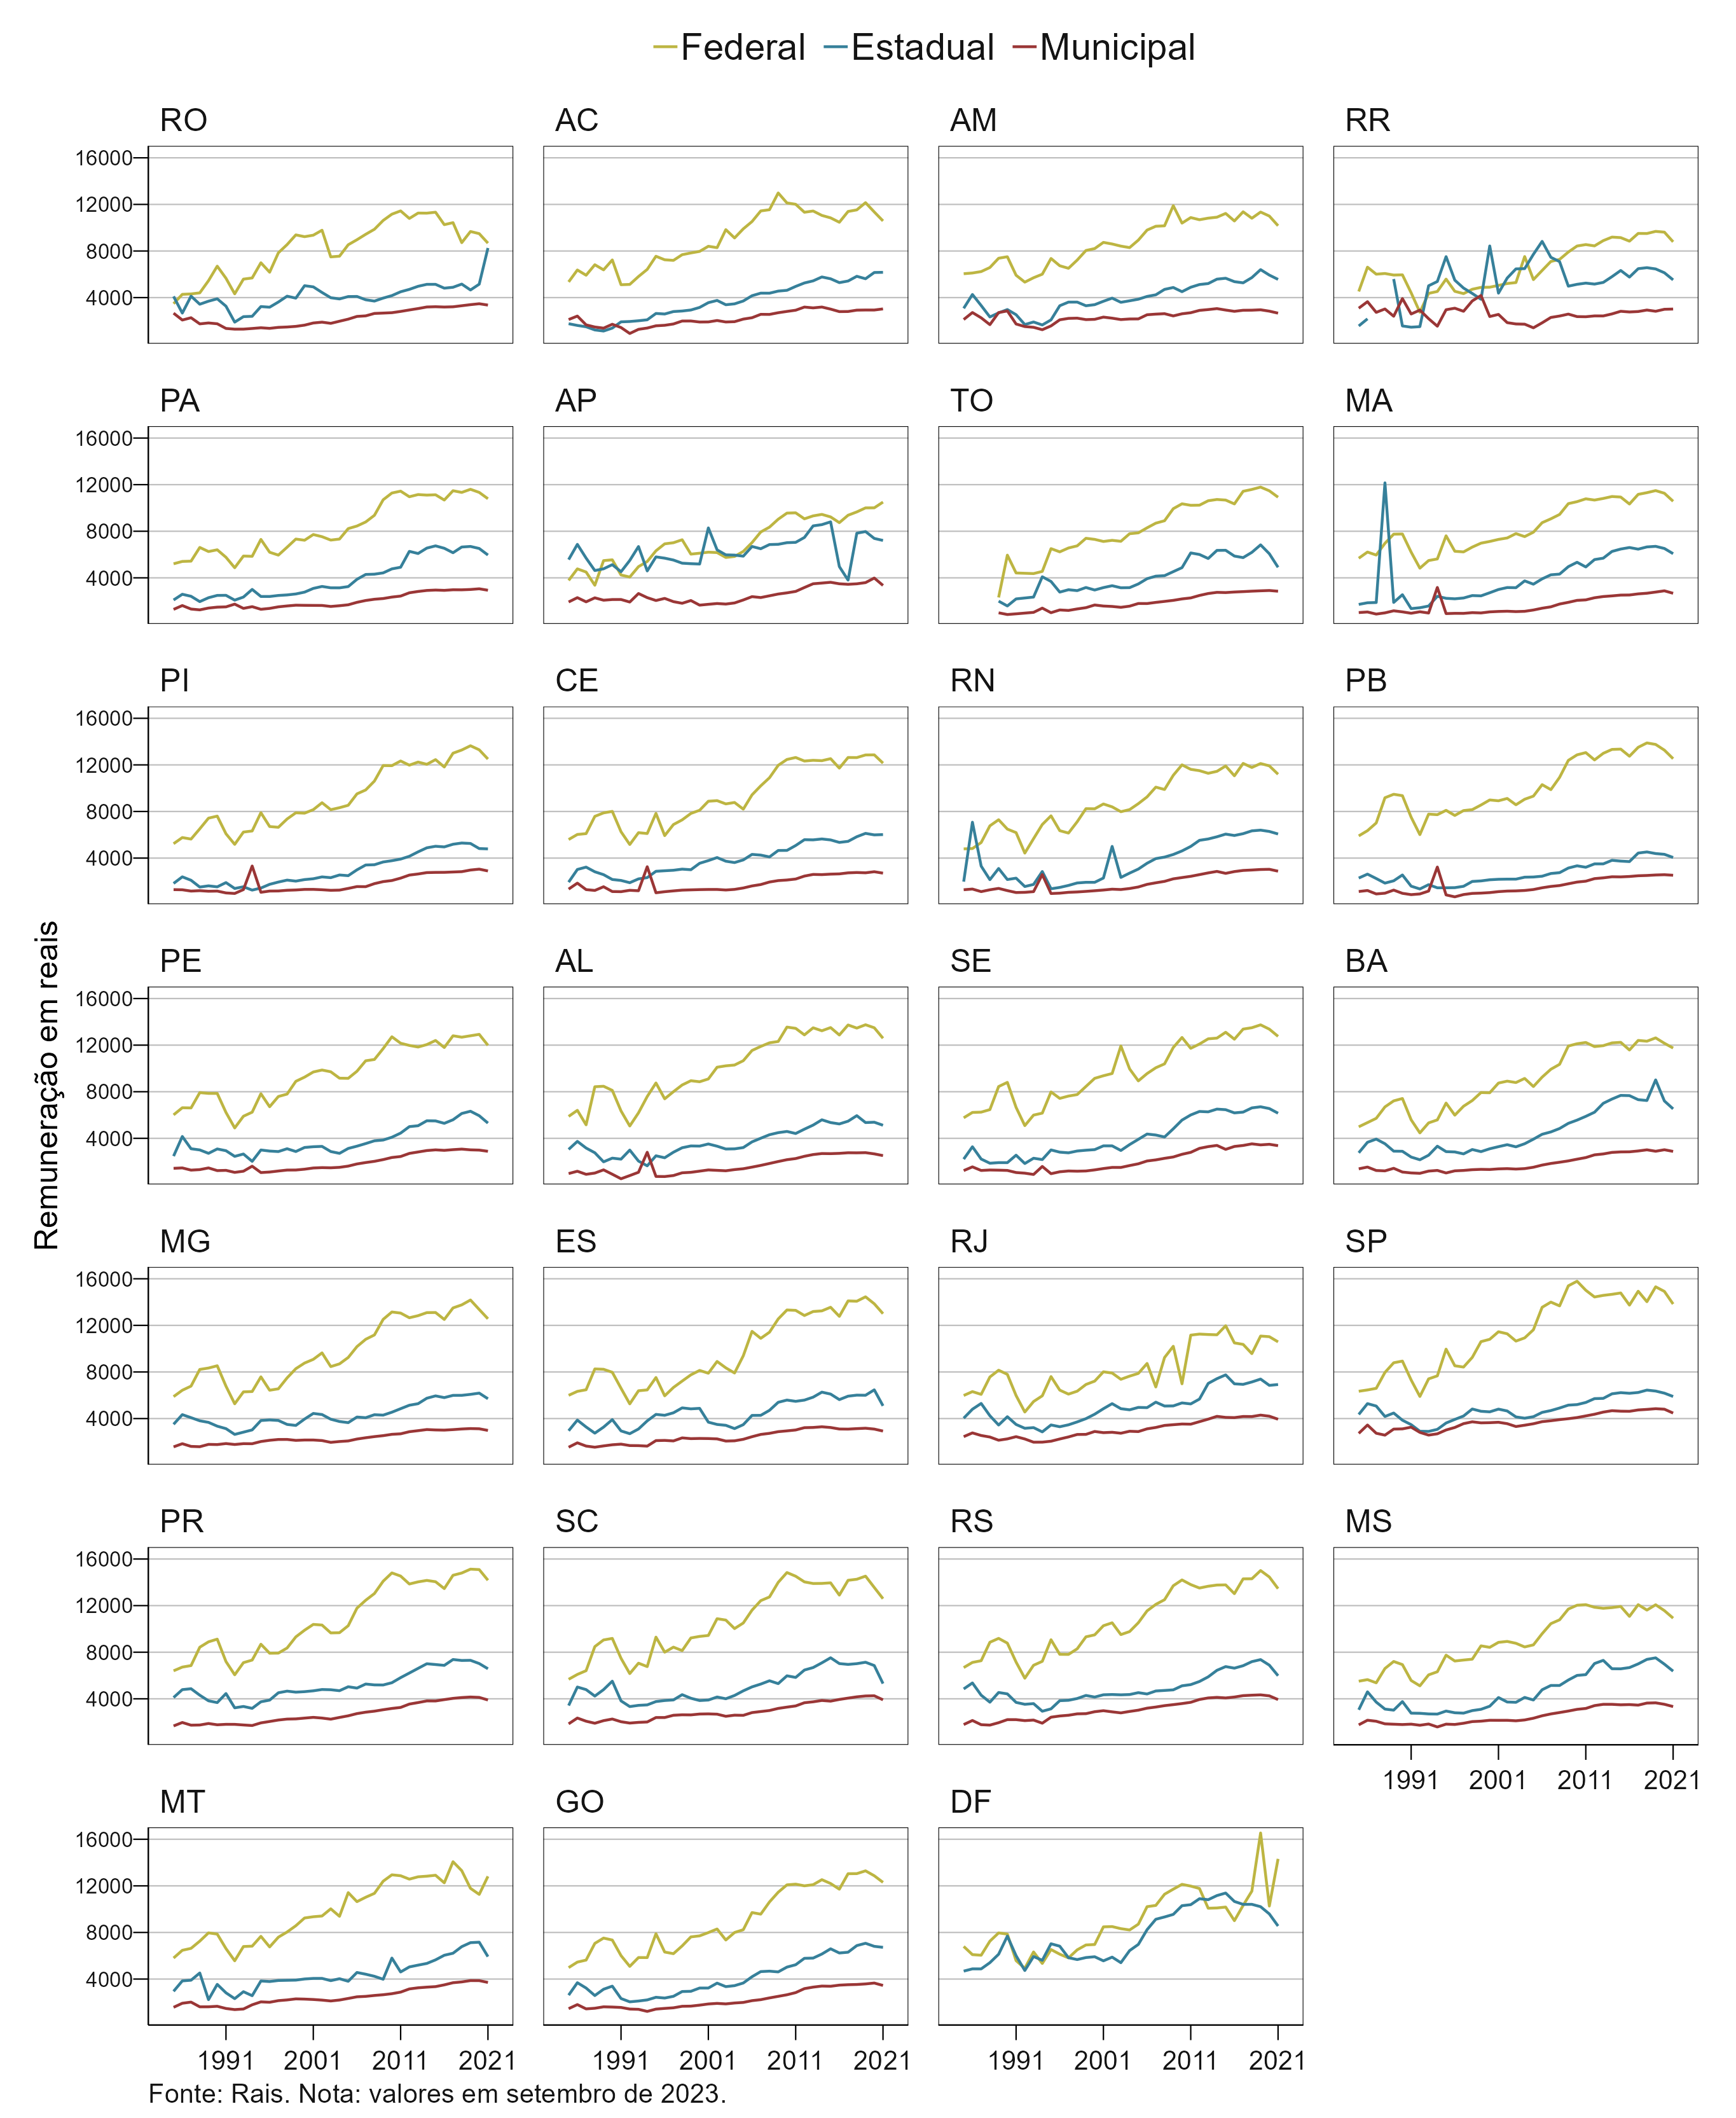 Federal Estadual Municipal
RO AC AM RR
16000
12000
8000
4000
PA AP TO MA
16000
12000
8000
4000
PI CE RN PB
16000
12000
8000
4000
PE AL SE BA
16000
12000
8000
4000
MG ES RJ SP
16000
12000
8000
4000
PR SC RS MS
16000
12000
8000
4000
1991 2001 2011 2021
MT GO DF
16000
12000
8000
4000
1991 2001 2011 2021 1991 2001 2011 2021 1991 2001 2011 2021
Remuneração em reais
Fonte: Rais. Nota: valores em setembro de 2023.